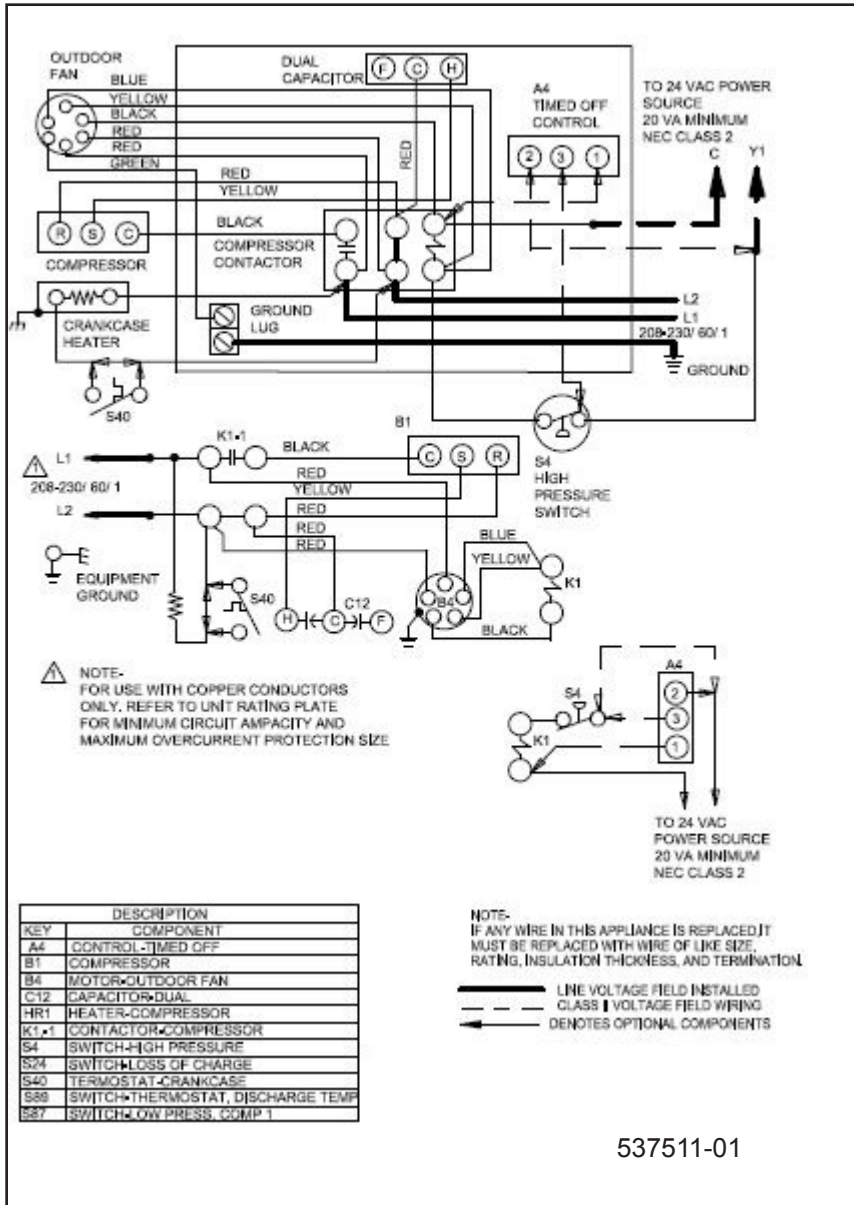 OUTDOOR
FAN
BLUE
YELLOW
BLACK
RED
RED
GREEN
DUAL
CAPACITOR
F C H
A4
TIMED OFF
CONTROL
2 3 1
TO 24 VAC POWER
SOURCE
20 VA MINIMUM
NEC CLASS 2
C Y1
RED
RED
YELLOW
R S C
BLACK
COMPRESSOR
COMPRESSOR
CONTACTOR
CRANKCASE
HEATER
GROUND
LUG
L2
L1
208-230/ 60/ 1
GROUND
S40
S4
HIGH
PRESSURE
SWITCH
B1
K1-1
BLACK
C S R
L1
1
208-230/ 60/ 1
L2
RED
YELLOW
RED
RED
RED
EQUIPMENT
GROUND
S40
H C F
C12
BLUE
YELLOW
B4
BLACK
K1
1 NOTE-
FOR USE WITH COPPER CONDUCTORS
ONLY. REFER TO UNIT RATING PLATE
FOR MINIMUM CIRCUIT AMPACITY AND
MAXIMUM OVERCURRENT PROTECTION SIZE
A4
S4
2
3
1
K1
TO 24 VAC
POWER SOURCE
20 VA MINIMUM
NEC CLASS 2
DESCRIPTION
KEY COMPONENT
A4 CONTROL-TIMED OFF
B1 COMPRESSOR
B4 MOTOR-OUTDOOR FAN
C12 CAPACITOR-DUAL
HR1 HEATER-COMPRESSOR
K1,-1 CONTACTOR-COMPRESSOR
S4 SWITCH-HIGH PRESSURE
S24 SWITCH-LOSS OF CHARGE
S40 TERMOSTAT-CRANKCASE
S89 SWITCH-THERMOSTAT, DISCHARGE TEMP
S87 SWITCH-LOW PRESS, COMP 1
NOTE-
IF ANY WIRE IN THIS APPLIANCE IS REPLACED,IT
MUST BE REPLACED WITH WIRE OF LIKE SIZE,
RATING, INSULATION THICKNESS, AND TERMINATION.
LINE VOLTAGE FIELD INSTALLED
CLASS II VOLTAGE FIELD WIRING
DENOTES OPTIONAL COMPONENTS
537511-01